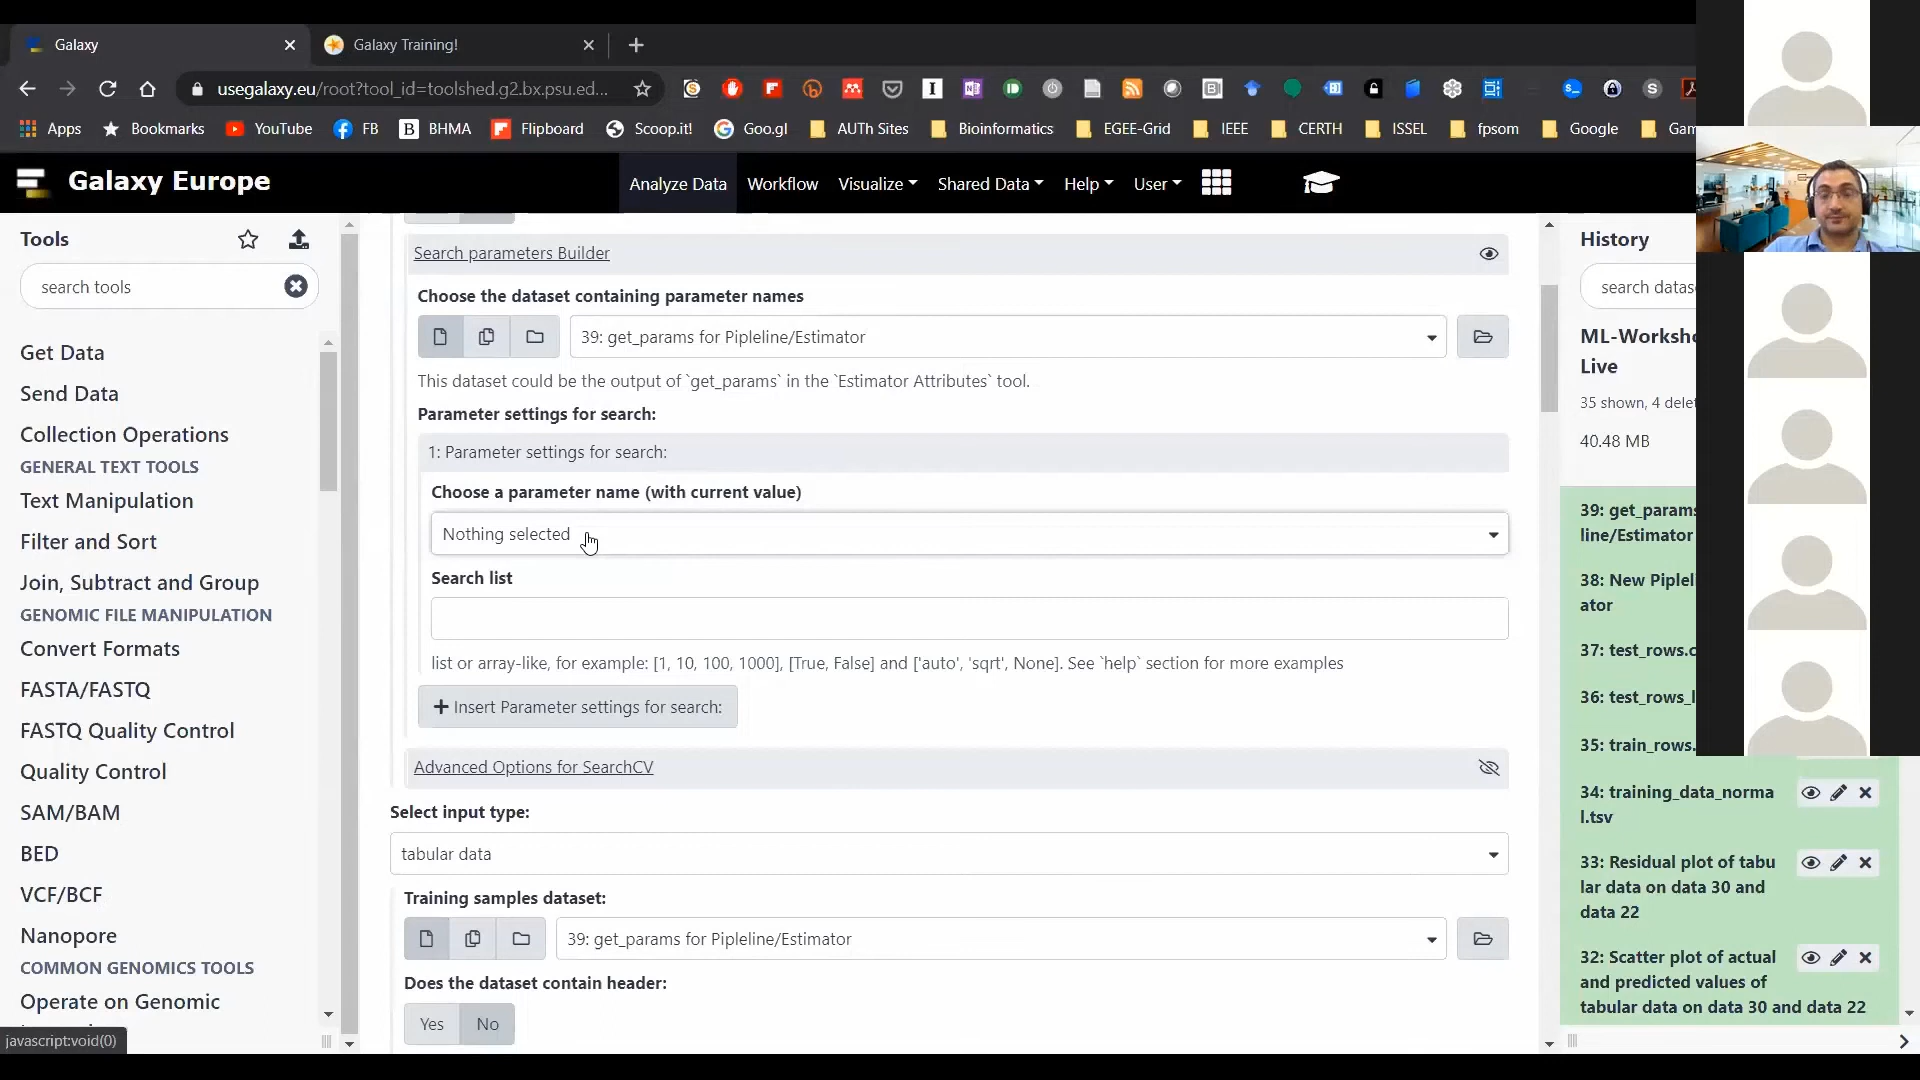 Galaxy
Galaxy Training!
usegalaxy.eu/root?tool_id=toolshed.g2.bx.psu.ed...
Apps
Bookmarks
YouTube
FB
BHMA
Flipboard
Scoop.it!
Goo.gl
AUTh Sites
Bioinformatics
EGEE-Grid
IEEE
CERTH
ISSEL
fpsom
Google
Gam
Galaxy Europe
Analyze Data
Workflow
Visualize
Shared Data
Help
User
Tools
search tools
Get Data
Send Data
Collection Operations
GENERAL TEXT TOOLS
Text Manipulation
Filter and Sort
Join, Subtract and Group
GENOMIC FILE MANIPULATION
Convert Formats
FASTA/FASTQ
FASTQ Quality Control
Quality Control
SAM/BAM
BED
VCF/BCF
Nanopore
COMMON GENOMICS TOOLS
Operate on Genomic
javascript:void(0)
Search parameters Builder
Choose the dataset containing parameter names
39: get_params for Pipleline/Estimator
This dataset could be the output of `get_params` in the `Estimator Attributes` tool.
Parameter settings for search:
1: Parameter settings for search:
Choose a parameter name (with current value)
Nothing selected
Search list
list or array-like, for example: [1, 10, 100, 1000], [True, False] and ['auto', 'sqrt', None]. See `help` section for more examples
Insert Parameter settings for search:
Advanced Options for SearchCV
Select input type:
tabular data
Training samples dataset:
39: get_params for Pipleline/Estimator
Does the dataset contain header:
Yes
No
History
search datas
ML-Worksho
Live
35 shown, 4 delet
40.48 MB
39: get_params
line/Estimator
38: New Piplel
ator
37: test_rows.c
36: test_rows_l
35: train_rows.
34: training_data_norma
l.tsv
33: Residual plot of tabu
lar data on data 30 and
data 22
32: Scatter plot of actual
and predicted values of
tabular data on data 30 and data 22